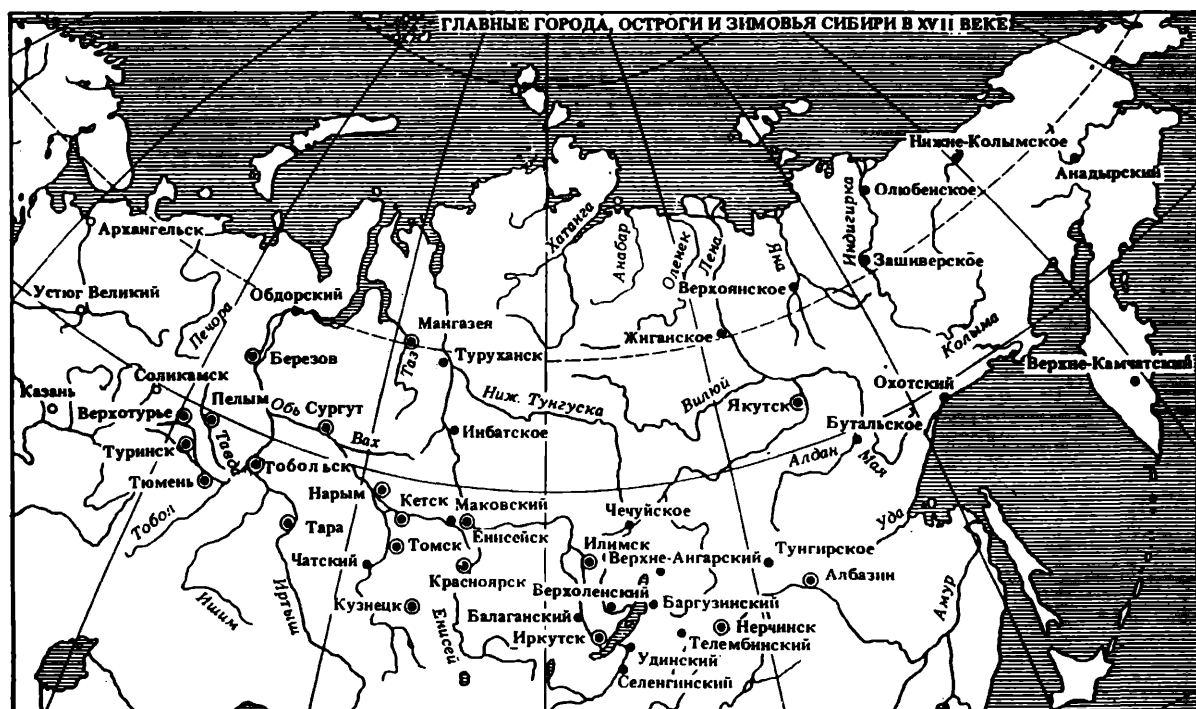 ГЛАВНЫЕ ГОРОДА, ОСТРОГИ И ЗИМОВЬЯ СИБИРИ В XVII ВЕКЕ
Нижне-Колымское
Анадырский
Олюбенское
Индигирка
Зашиверское
Архангельск
Хатанга
Анабар
Оленек
Лена
Яна
Верхоянское
Устюг Великий
Обдорский
Печора
Мангазея
Таз
Туруханск
Жиганское
Колыма
Березов
Верхне-Камчатский
Казань
Соликамск
Охотский
Верхотурье
Пелым
Обь
Сургут
Ниж. Тунгуска
Вилюй
Якутск
Бутальское
Туринск
Тавда
Вах
Инбатское
Алдан
Мая
Тюмень
Тобольск
Тобол
Нарым
Кетск
Маковский
Чечуйское
Уда
Тара
Енисейск
Томск
Илимск
Верхне-Ангарский
Тунгирское
Чатский
Красноярск
Албазин
Ишим
Иртыш
Кузнецк
Енисей
Верхоленский
Баргузинский
Амур
Балаганский
Иркутск
Нерчинск
Телембинский
Удинский
Селенгинский